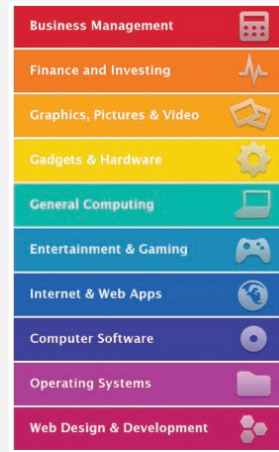 Business Management
Finance and Investing
Graphics, Pictures & Video
Gadgets & Hardware
General Computing
Entertainment & Gaming
Internet & Web Apps
Computer Software
Operating Systems
Web Design & Development